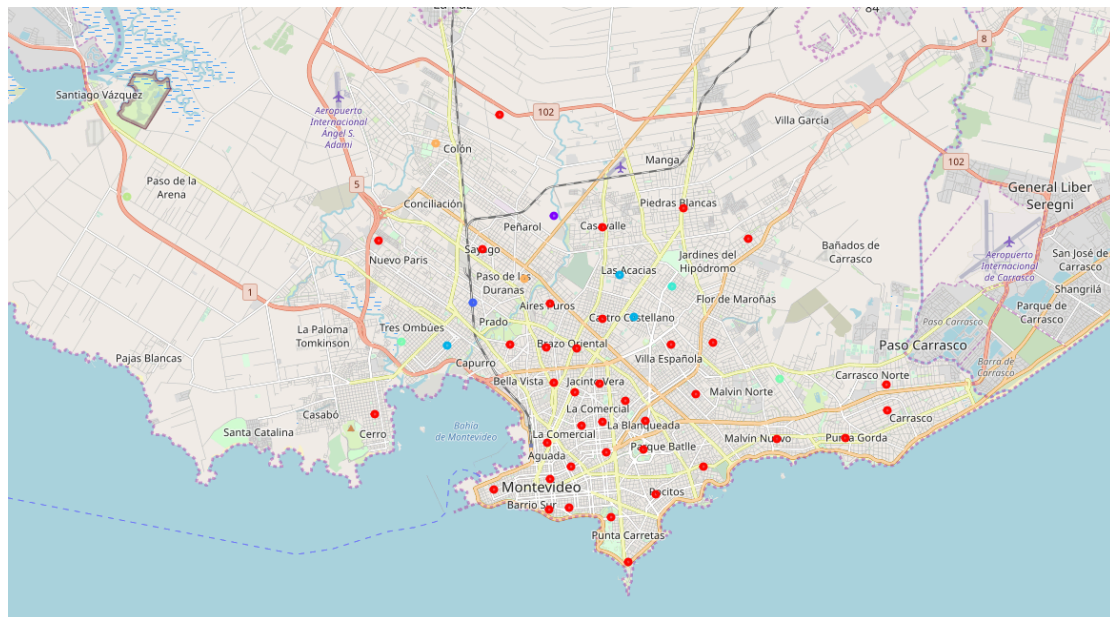 La Paz
84
8
Santiago Vázquez
Aeropuerto
Internacional
Ángel S.
Adami
102
Villa García
Colón
Manga
102
Paso de la
Arena
5
General Liber
Seregni
Conciliación
Piedras Blancas
Peñarol
Casavalle
Nuevo Paris
Sayago
Bañados de
Carrasco
Jardines del
Hipódromo
Aeropuerto
Internacional
de Carrasco
San José de
Carrasco
Shangrilá
Paso de las
Duranas
Las Acacias
1
Flor de Maroñas
Aires Puros
Parque de
Carrasco
La Paloma
Tomkinson
Tres Ombúes
Prado
Castro Castellano
Paso Carrasco
Paso Carrasco
Pajas Blancas
Capurro
Brazo Oriental
Villa Española
Barra de
Carrasco
Bella Vista
Jacinto Vera
Malvin Norte
Carrasco Norte
Casabó
Santa Catalina
Cerro
Bahía
de Montevideo
La Comercial
La Blanqueada
Carrasco
La Comercial
Malvin Nuevo
Punta Gorda
Aguada
Parque Batlle
Montevideo
Pocitos
Barrio Sur
Punta Carretas